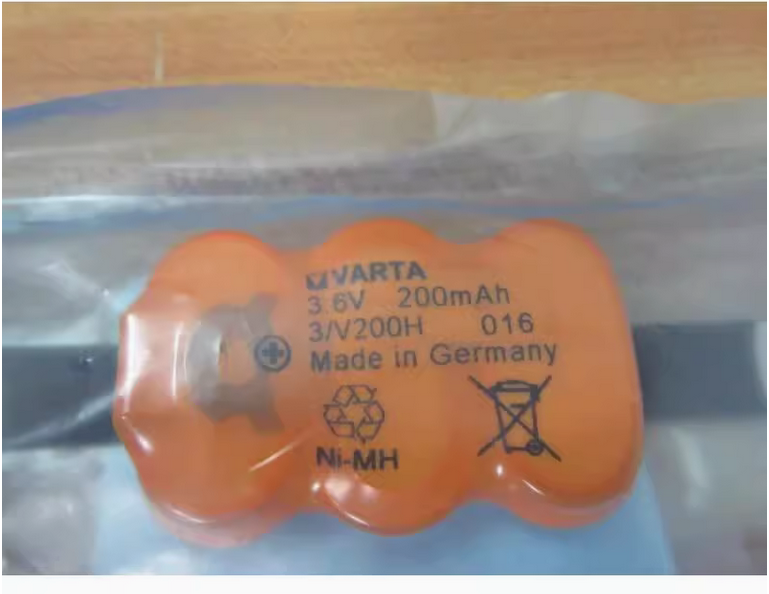 VARTA
3.6V 200mAh
3/V200H 016
Made in Germany
Ni-MH